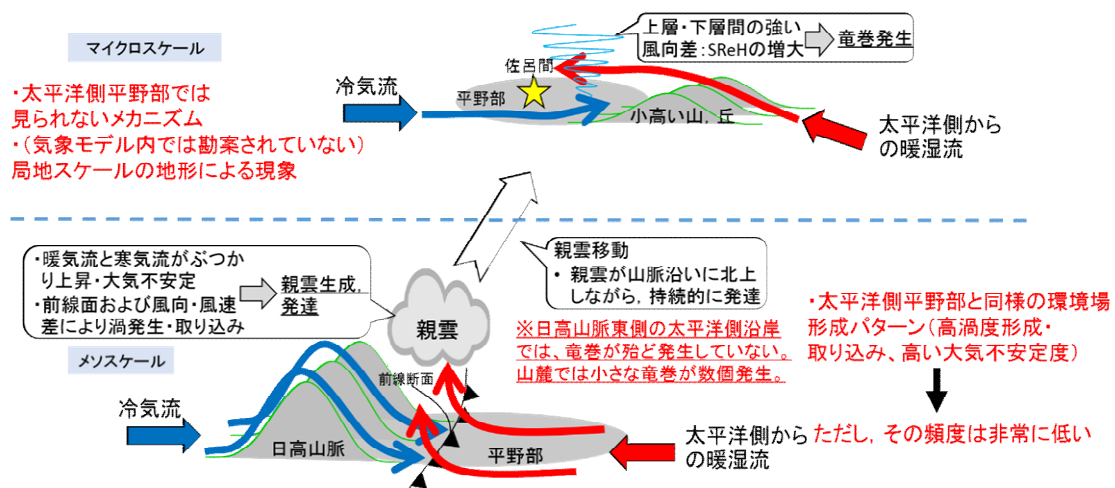 マイクロスケール
・太平洋側平野部では
見られないメカニズム
・（気象モデル内では勘案されていない）
局地スケールの地形による現象
上層・下層間の強い
風向差：SReHの増大
竜巻発生
佐呂間
冷気流
平野部
小高い山，丘
太平洋側から
の暖湿流
・暖気流と寒気流がぶつか
り上昇・大気不安定
・前線面および風向・風速
差により渦発生・取り込み
親雲生成，
発達
親雲移動
• 親雲が山脈沿いに北上
しながら，持続的に発達
親雲
※日高山脈東側の太平洋側沿岸
では、竜巻が殆ど発生していない。
山麓では小さな竜巻が数個発生。
・太平洋側平野部と同様の環境場
形成パターン（高渦度形成・
取り込み、高い大気不安定度）
メソスケール
前線断面
冷気流
日高山脈
平野部
太平洋側から
の暖湿流
ただし，その頻度は非常に低い